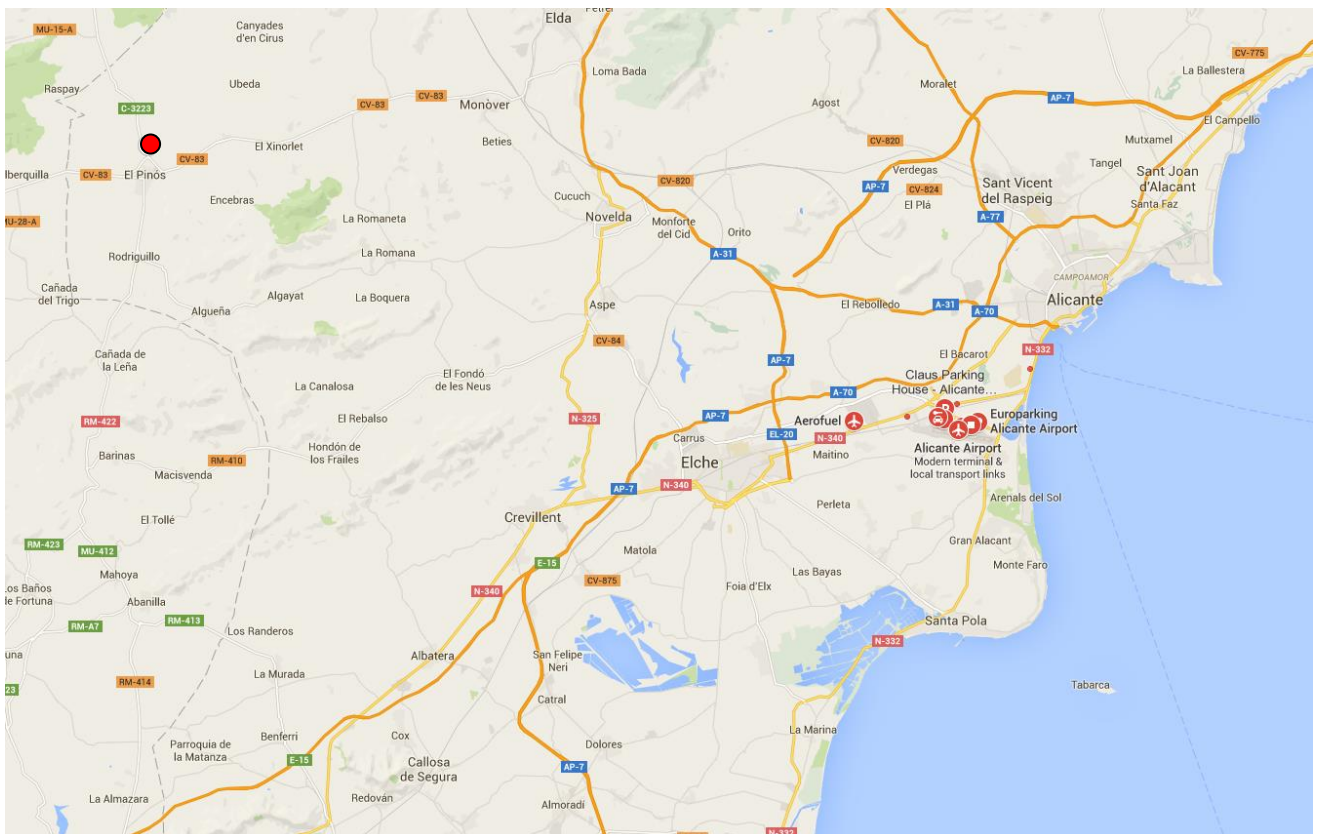 Petrer
Elda
MU-15-A
Canyades
d'en Cirus
CV-775
La Ballestera
Loma Bada
Raspay
Ubeda
Moralet
AP-7
C-3223
CV-83
CV-83
Monòver
Agost
El Campello
El Xinorlet
Beties
CV-820
Mutxamel
CV-83
Tangel
lberquilla
CV-83
El Pinós
Verdegas
Sant Joan
d'Alacant
CV-820
AP-7
CV-824
Sant Vicent
del Raspeig
Encebras
Cucuch
El Plá
Santa Faz
MU-28-A
La Romaneta
Novelda
Monforte
del Cid
Orito
A-77
Rodriguillo
La Romana
A-31
CAMPOAMOR
Cañada
del Trigo
Algayat
La Boquera
Aspe
El Rebolledo
A-31
Alicante
Algueña
A-70
CV-84
Cañada de
la Leña
El Bacarot
N-332
AP-7
El Fondó
de les Neus
Claus Parking
House - Alicante...
La Canalosa
A-70
RM-422
El Rebalso
N-325
AP-7
Aerofuel
Europarking
Alicante Airport
Hondón de
los Frailes
Carrus
EL-20
N-340
Barinas
RM-410
Elche
Maitino
Alicante Airport
Modern terminal &
local transport links
Macisvenda
AP-7
N-340
Arenals del Sol
Perleta
El Tollé
Crevillent
RM-423
MU-412
Matola
Gran Alacant
E-15
Mahoya
Monte Faro
Los Baños
de Fortuna
N-340
CV-875
Foia d'Elx
Las Bayas
Abanilla
RM-A7
RM-413
Los Randeros
Santa Pola
N-332
una
Albatera
San Felipe
Neri
La Murada
RM-414
23
Tabarca
Catral
La Marina
Parroquia de
la Matanza
Benferri
Cox
Dolores
E-15
Callosa
de Segura
AP-7
La Almazara
Redován
Almoradí
N-332